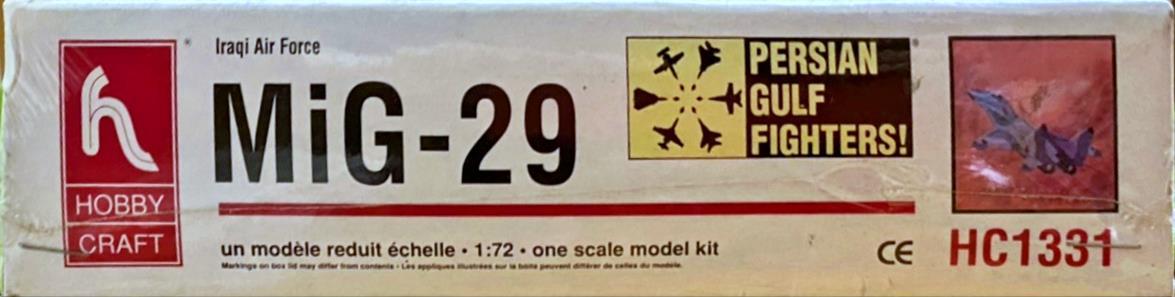 Iraqi Air Force
MiG-29
PERSIAN
GULF
FIGHTERS!
HOBBY
CRAFT
un modèle reduit échelle • 1:72 • one scale model kit
Markings on box lid may differ from contents • Les appliques illustrées sur la boite peuvent différer de celles du modèle.
CE
HC1331